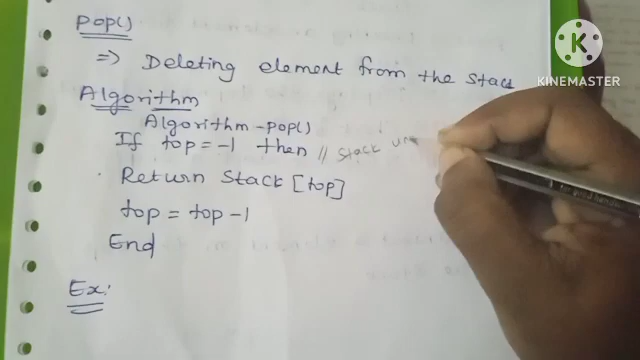 POP()
=> Deleting element from the stack
Algorithm
Algorithm-POP()
If top = -1 then // stack un
Return stack [top]
top = top -1
End
Ex:
KINEMASTER